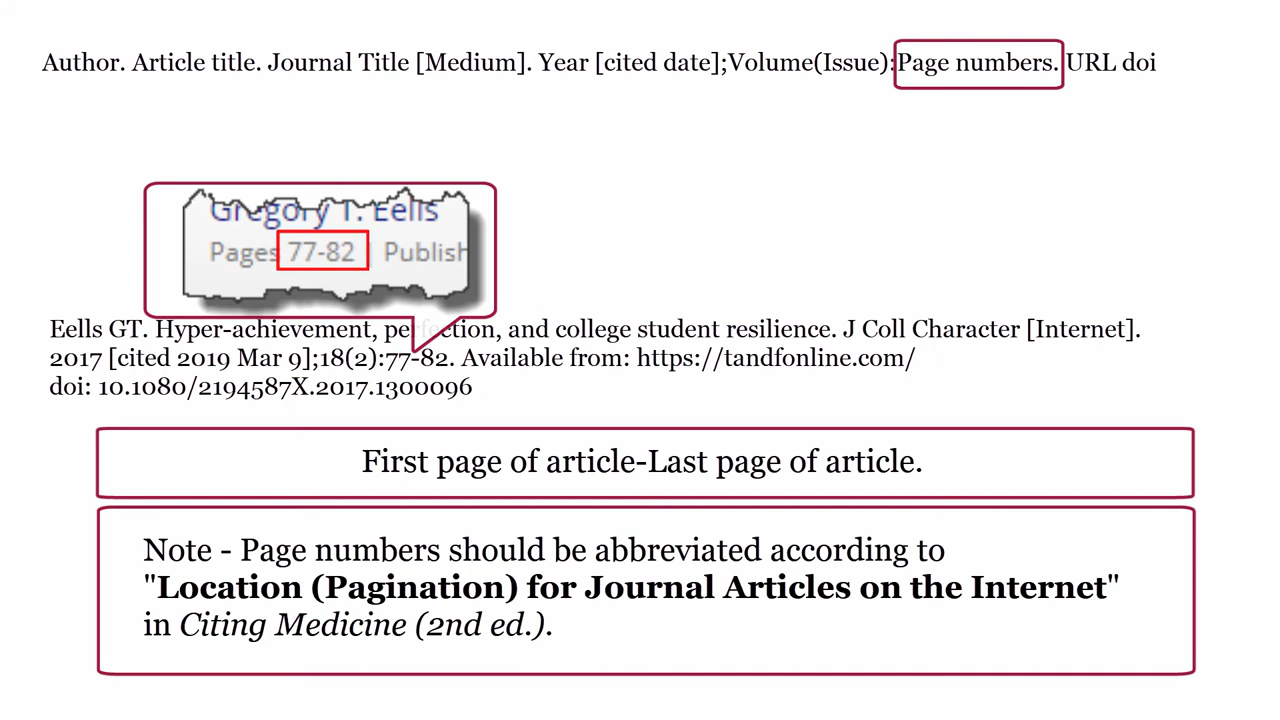 Author. Article title. Journal Title [Medium]. Year [cited date];Volume(Issue):Page numbers. URL doi
Gregory T. Eells
Pages 77-82 | Publish
Eells GT. Hyper-achievement, perfection, and college student resilience. J Coll Character [Internet].
2017 [cited 2019 Mar 9];18(2):77-82. Available from: https://tandfonline.com/
doi: 10.1080/2194587X.2017.1300096
First page of article-Last page of article.
Note - Page numbers should be abbreviated according to
"Location (Pagination) for Journal Articles on the Internet"
in Citing Medicine (2nd ed.).